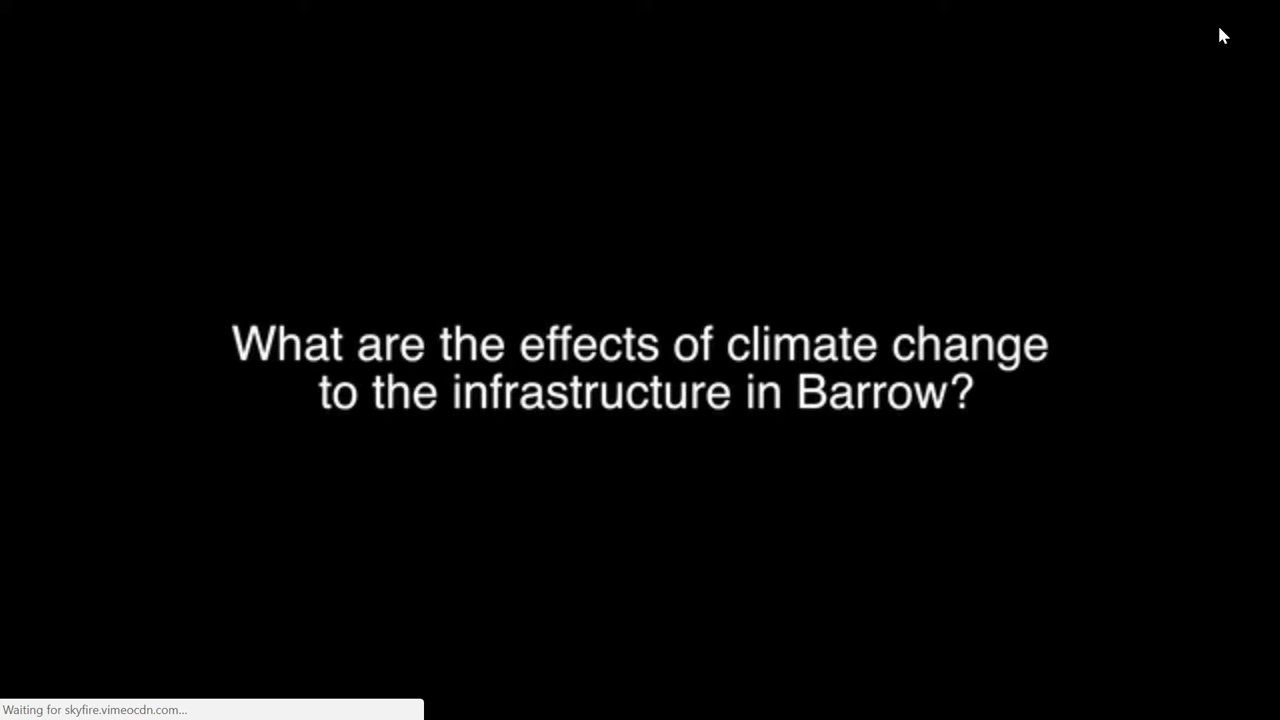 What are the effects of climate change
to the infrastructure in Barrow?
Waiting for skyfire.vimeocdn.com...